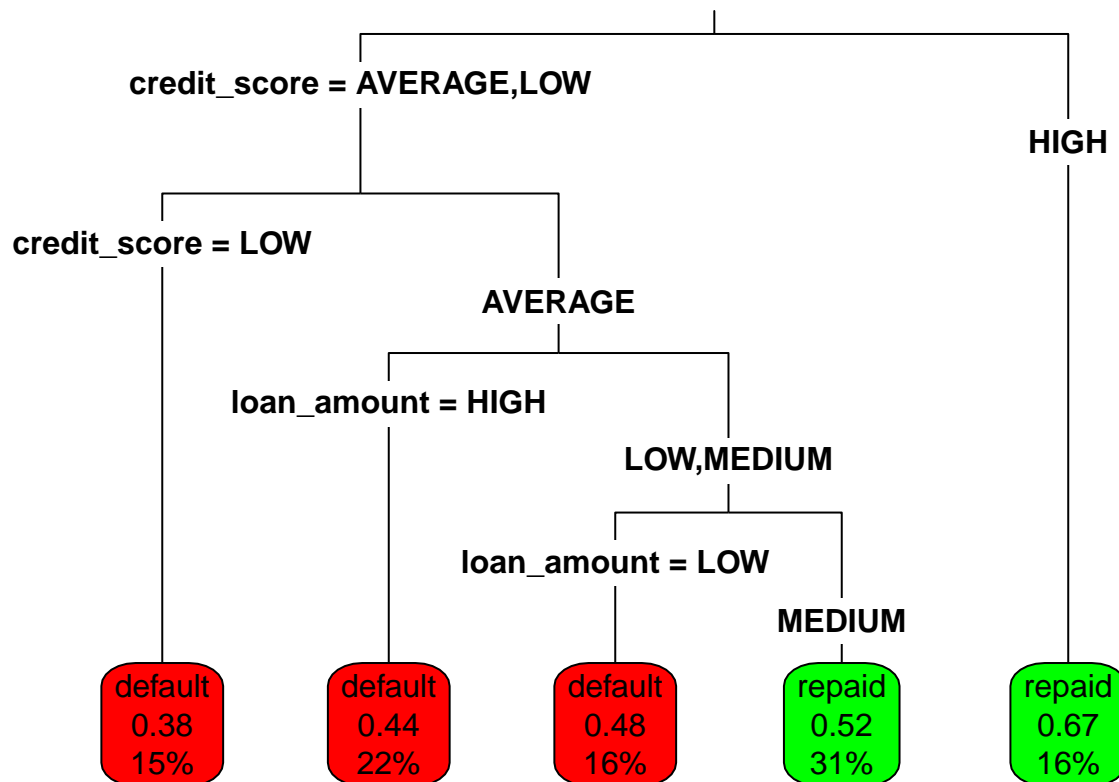 credit_score = AVERAGE,LOW
HIGH
credit_score = LOW
AVERAGE
loan_amount = HIGH
LOW,MEDIUM
loan_amount = LOW
MEDIUM
default
0.38
15%
default
0.44
22%
default
0.48
16%
repaid
0.52
31%
repaid
0.67
16%